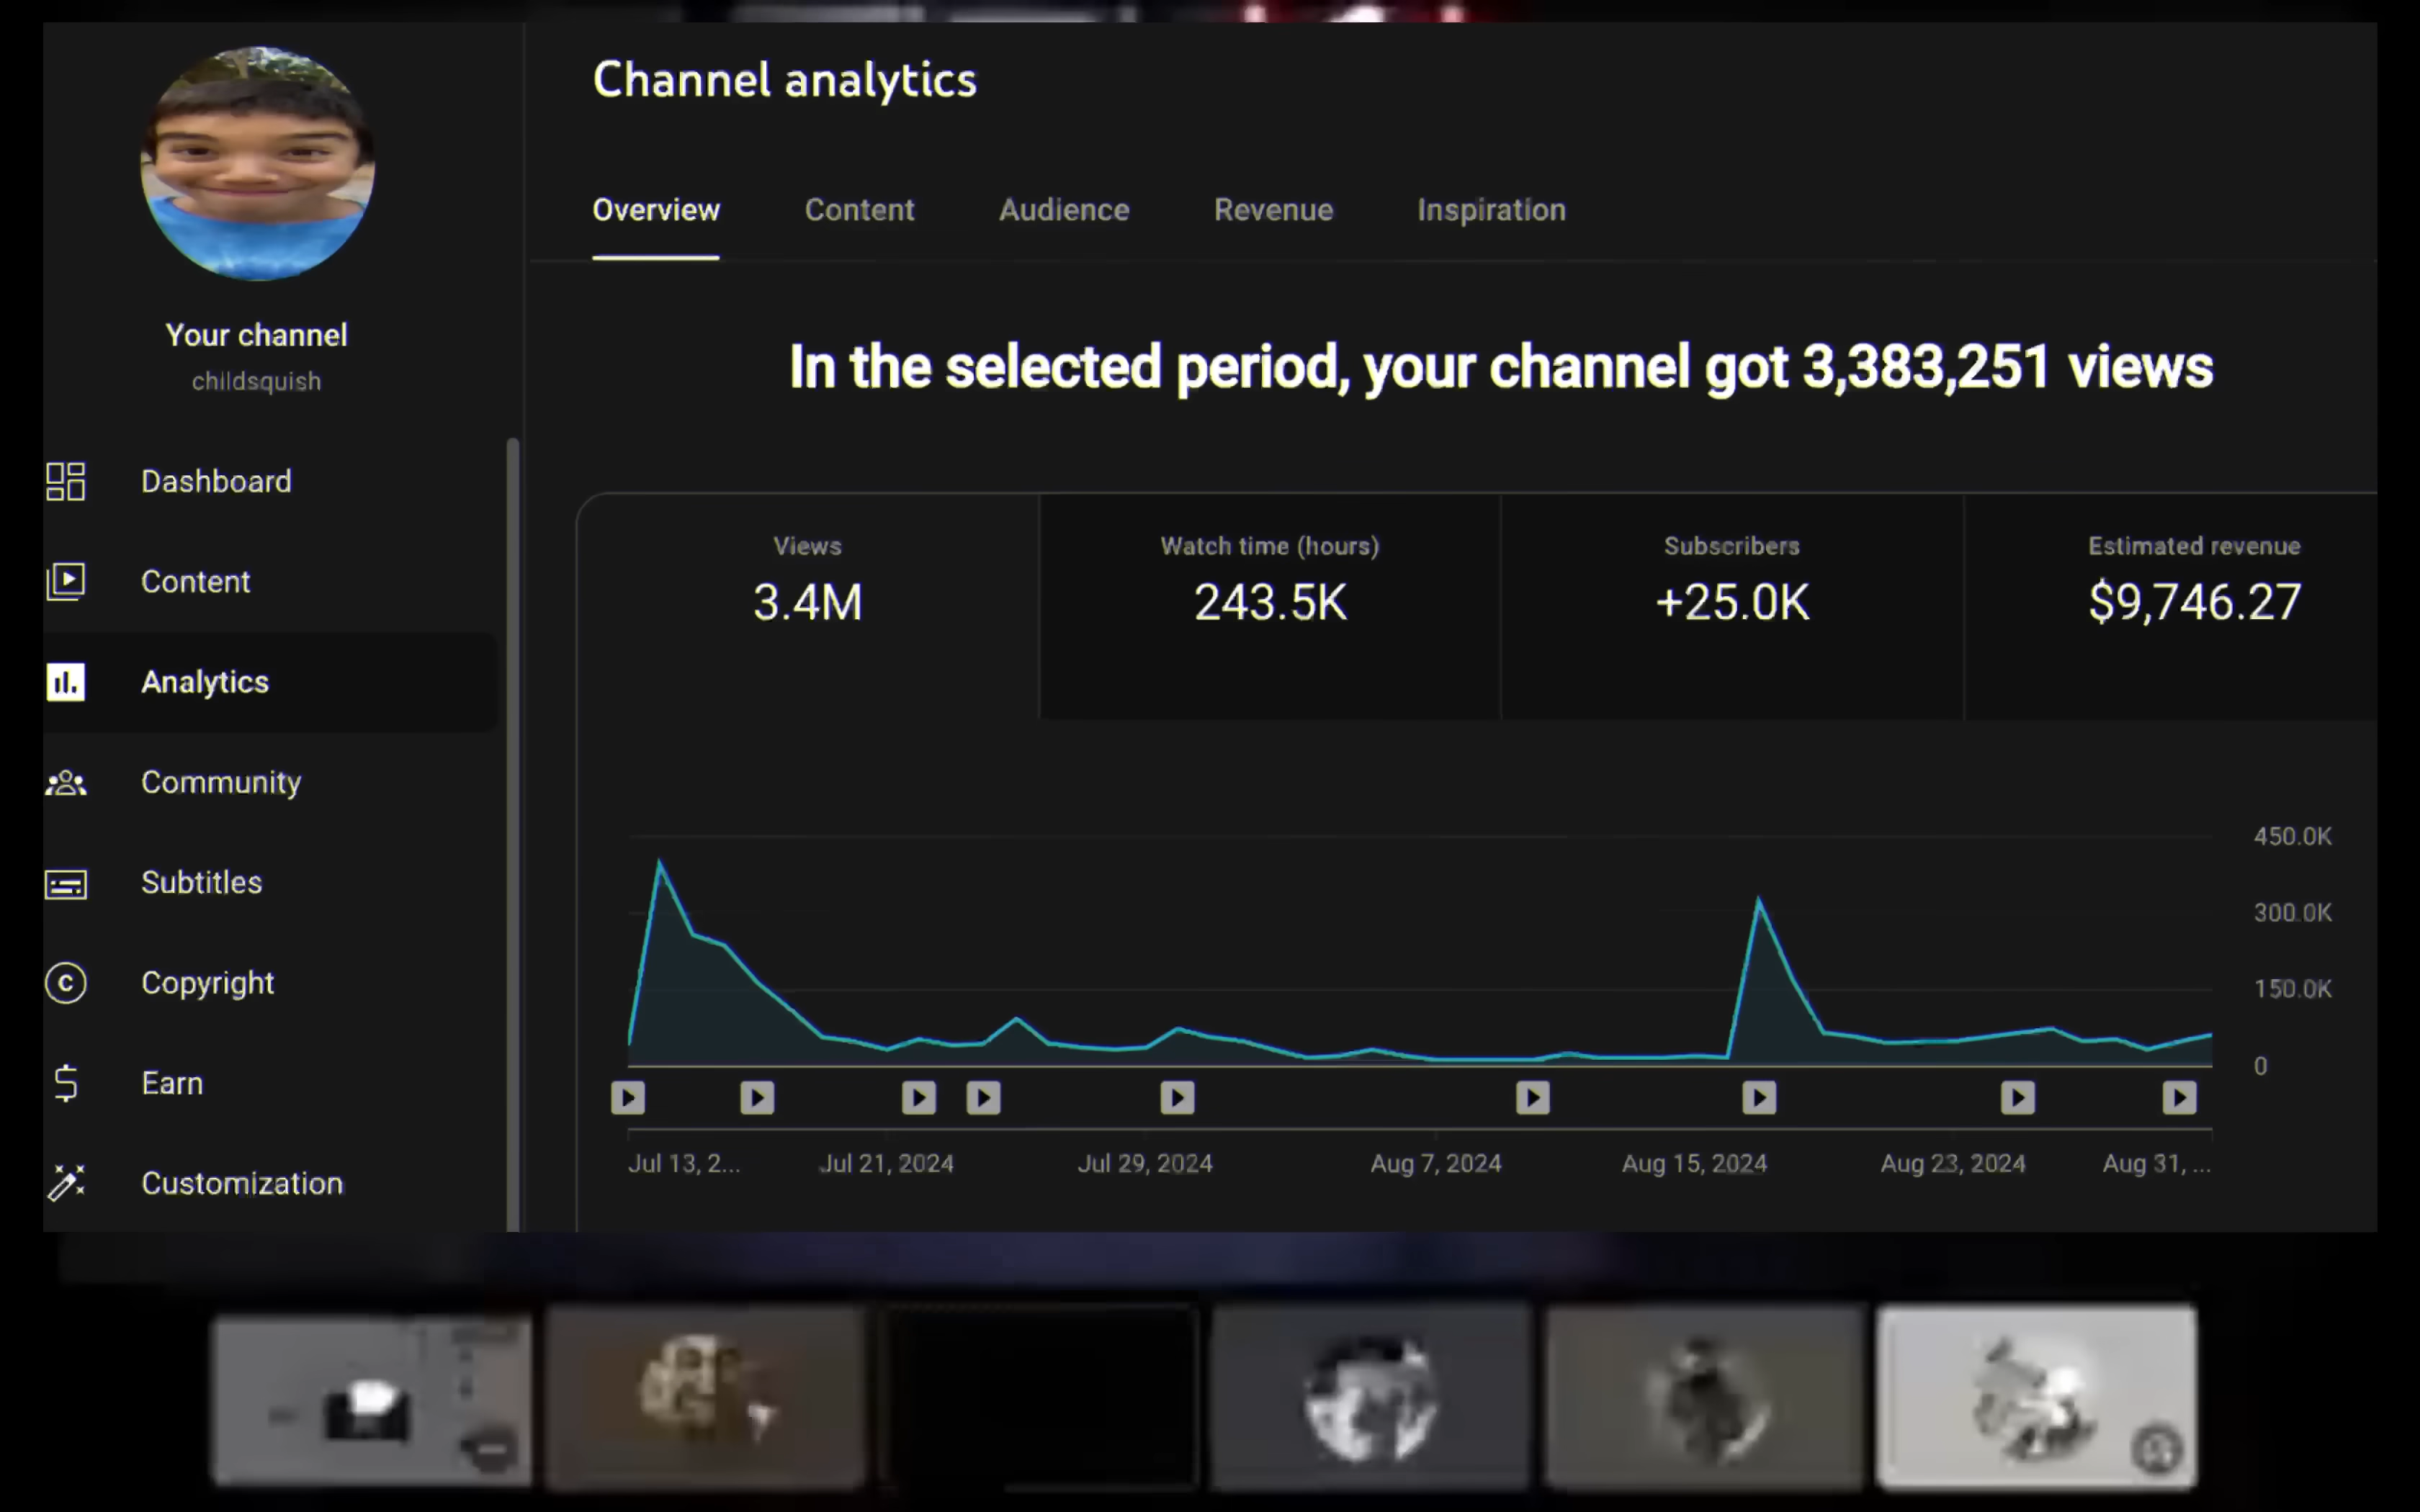 Channel analytics
Overview Content Audience Revenue Inspiration
Your channel
childsquish
In the selected period, your channel got 3,383,251 views
Dashboard
Content
Analytics
Community
Subtitles
Copyright
Earn
Customization
Views Watch time (hours) Subscribers Estimated revenue
3.4M 243.5K +25.0K $9,746.27
450.0K
300.0K
150.0K
0
Jul 13, 2... Jul 21, 2024 Jul 29, 2024 Aug 7, 2024 Aug 15, 2024 Aug 23, 2024 Aug 31, ...